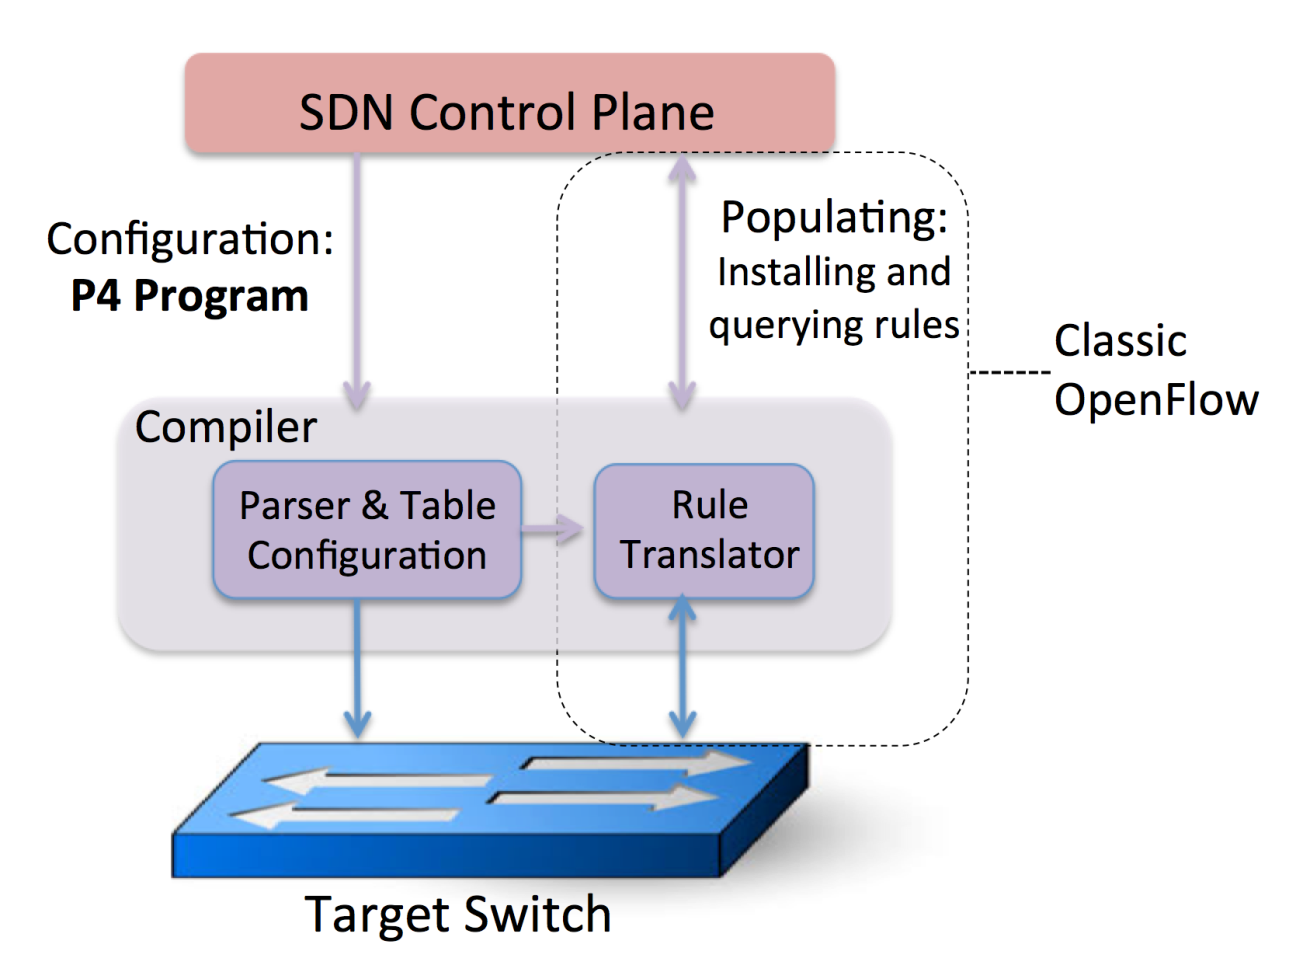 SDN Control Plane
Configuration:
P4 Program
Populating:
Installing and
querying rules
Classic
OpenFlow
Compiler
Parser & Table
Configuration
Rule
Translator
Target Switch